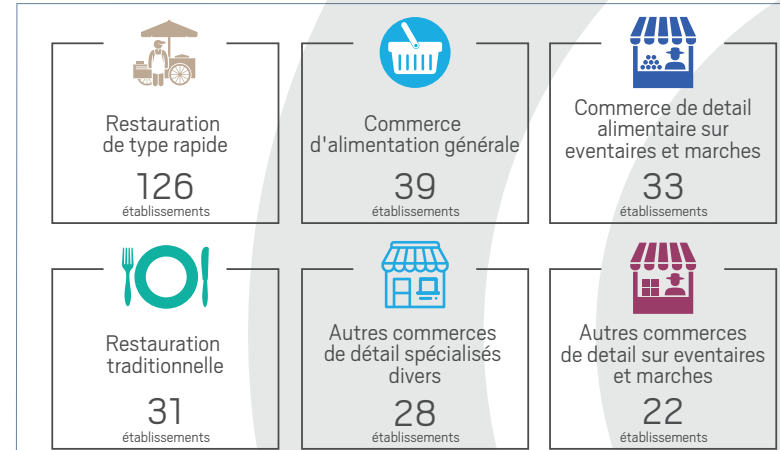 Restauration
de type rapide
126
établissements
Commerce
d'alimentation générale
39
établissements
Commerce de detail
alimentaire sur
eventaires et marches
33
établissements
Restauration
traditionnelle
31
établissements
Autres commerces
de détail spécialisés
divers
28
établissements
Autres commerces
de detail sur eventaires
et marches
22
établissements